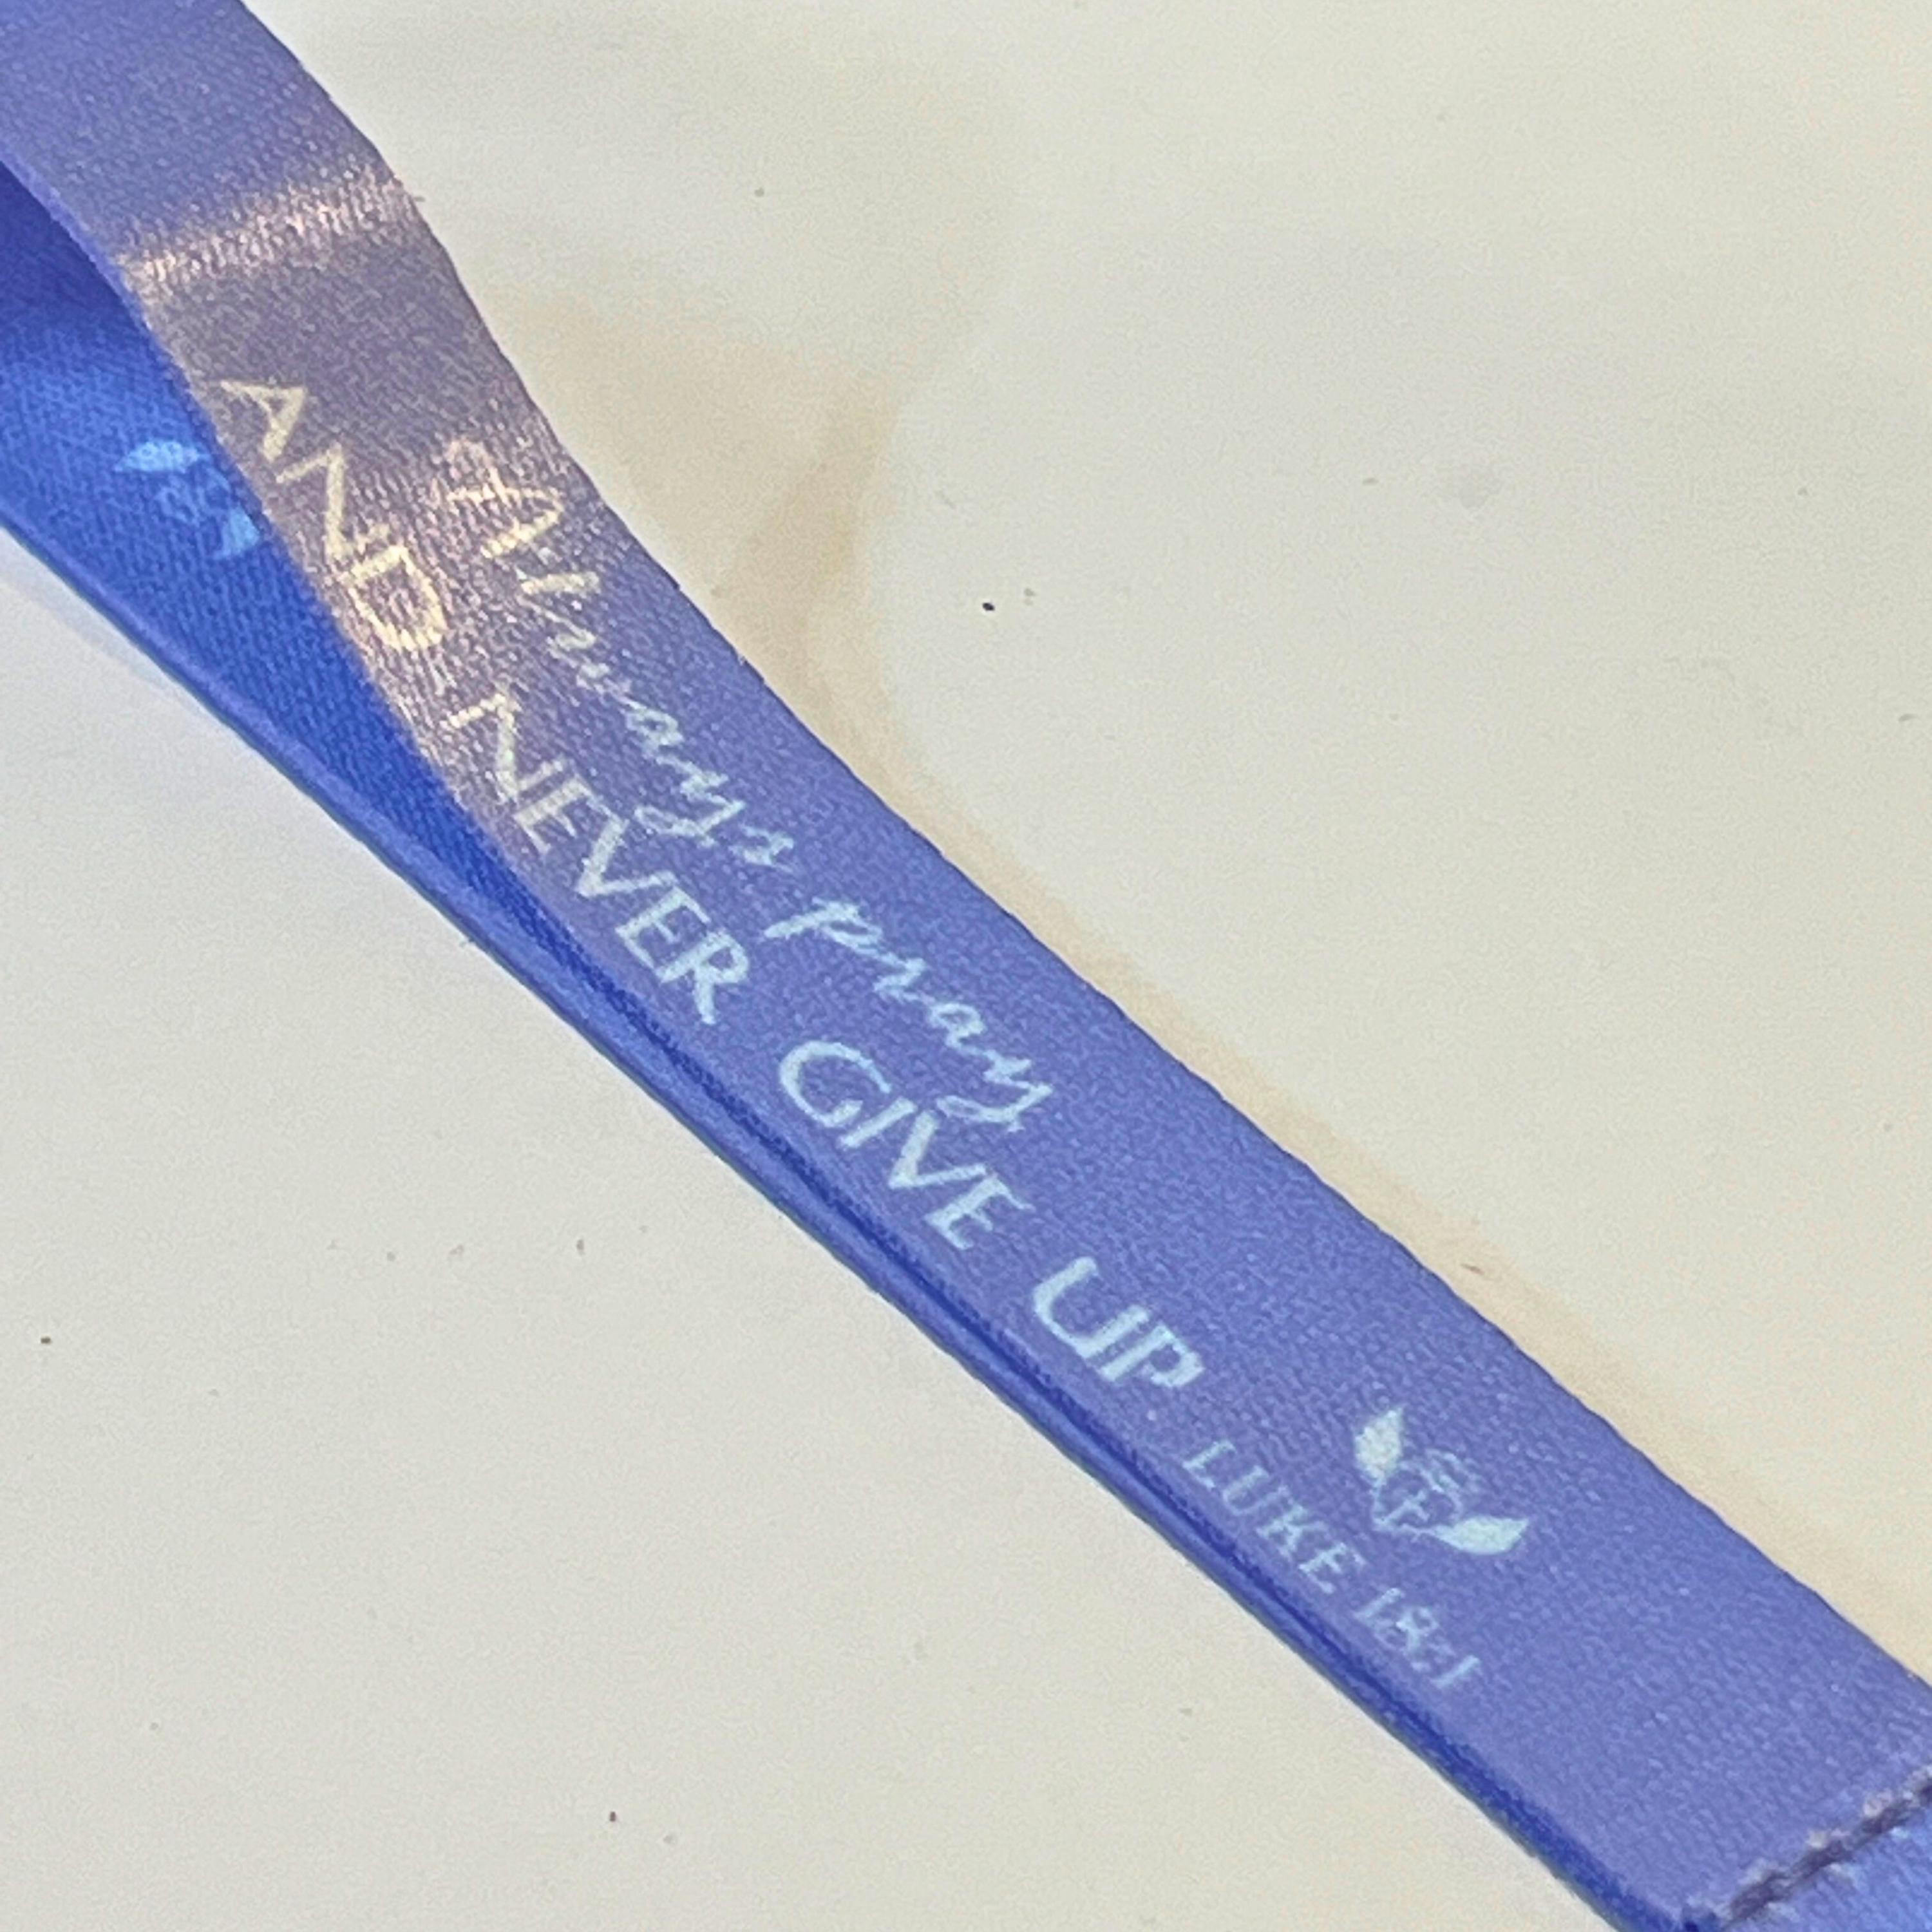 Always pray
AND NEVER GIVE UP
LUKE 18:1